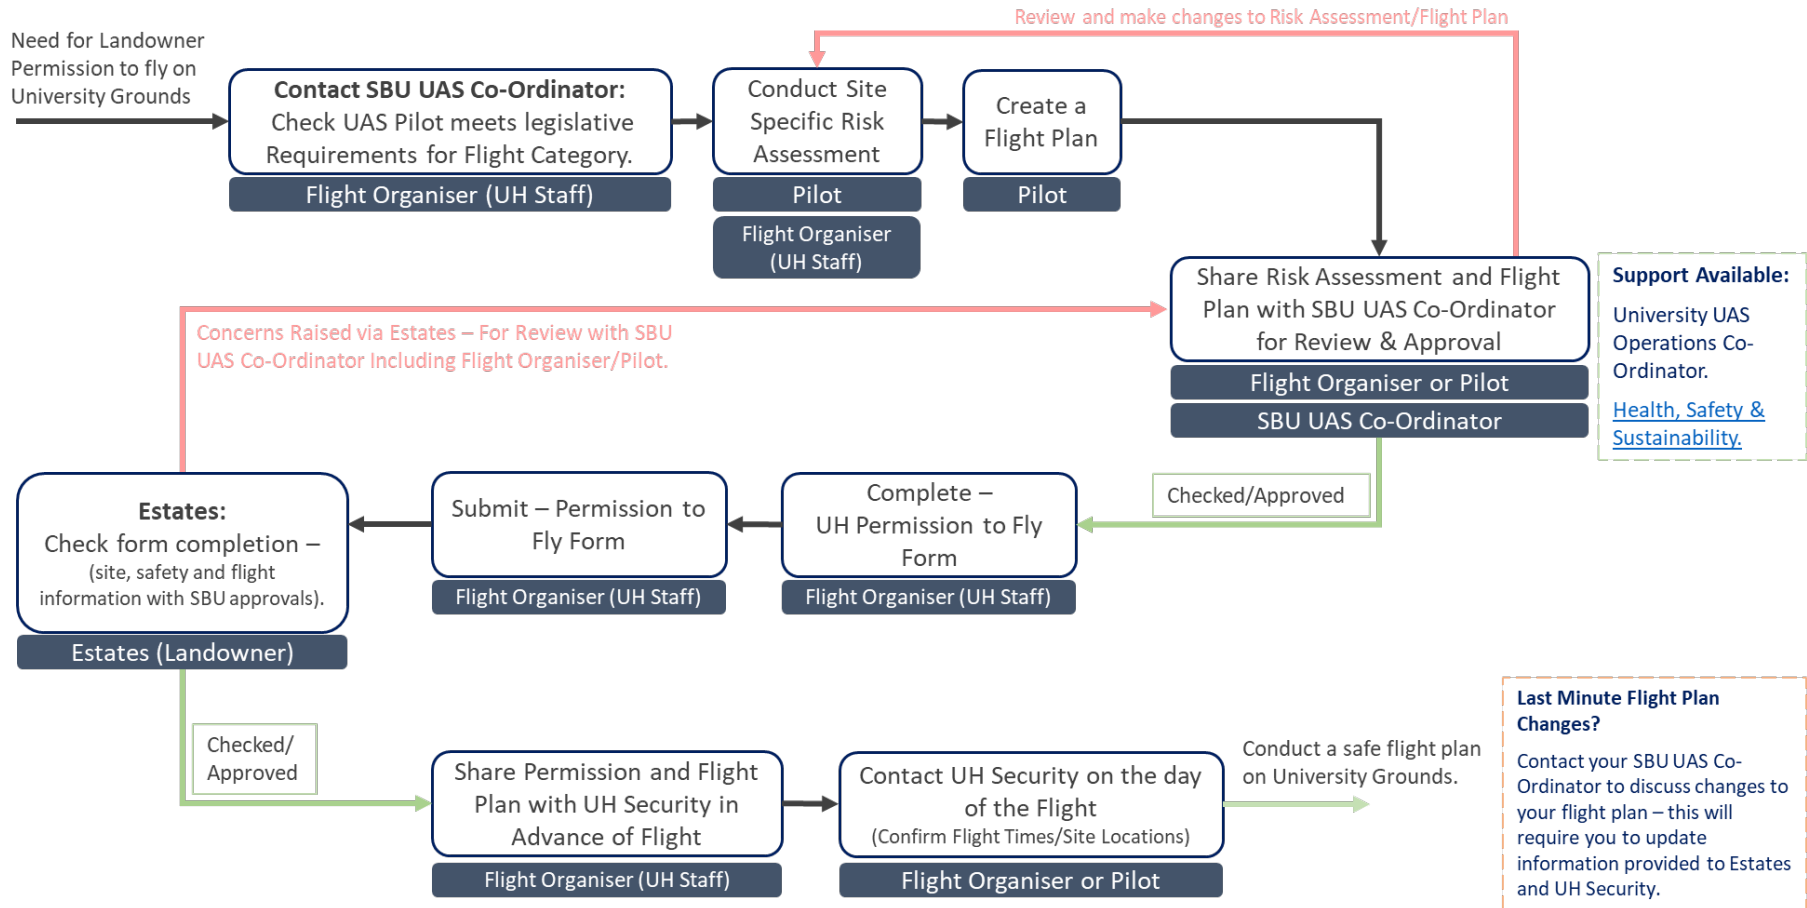 Review and make changes to Risk Assessment/Flight Plan
Need for Landowner
Permission to fly on
University Grounds
Contact SBU UAS Co-Ordinator:
Check UAS Pilot meets legislative
Requirements for Flight Category.
Flight Organiser (UH Staff)
Conduct Site
Specific Risk
Assessment
Pilot
Flight Organiser
(UH Staff)
Create a
Flight Plan
Pilot
Share Risk Assessment and Flight
Plan with SBU UAS Co-Ordinator
for Review & Approval
Flight Organiser or Pilot
SBU UAS Co-Ordinator
Support Available:
University UAS
Operations Co-
Ordinator.
Health, Safety &
Sustainability.
Concerns Raised via Estates – For Review with SBU
UAS Co-Ordinator Including Flight Organiser/Pilot.
Checked/Approved
Complete –
UH Permission to Fly
Form
Flight Organiser (UH Staff)
Submit – Permission to
Fly Form
Flight Organiser (UH Staff)
Estates:
Check form completion –
(site, safety and flight
information with SBU approvals).
Estates (Landowner)
Checked/
Approved
Share Permission and Flight
Plan with UH Security in
Advance of Flight
Flight Organiser (UH Staff)
Contact UH Security on the day
of the Flight
(Confirm Flight Times/Site Locations)
Flight Organiser or Pilot
Conduct a safe flight plan
on University Grounds.
Last Minute Flight Plan
Changes?
Contact your SBU UAS Co-
Ordinator to discuss changes to
your flight plan – this will
require you to update
information provided to Estates
and UH Security.